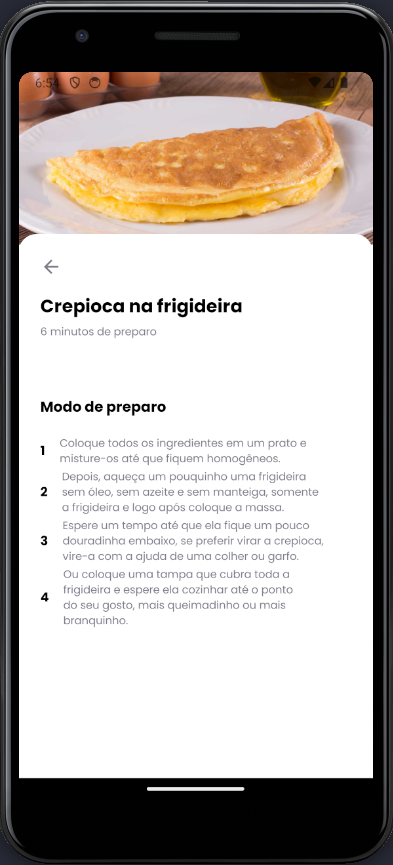 6:54
Crepioca na frigideira
6 minutos de preparo
Modo de preparo
1 Coloque todos os ingredientes em um prato e
misture-os até que fiquem homogêneos.
2 Depois, aqueça um pouquinho uma frigideira
sem óleo, sem azeite e sem manteiga, somente
a frigideira e logo após coloque a massa.
3 Espere um tempo até que ela fique um pouco
douradinha embaixo, se preferir virar a crepioca,
vire-a com a ajuda de uma colher ou garfo.
4 Ou coloque uma tampa que cubra toda a
frigideira e espere ela cozinhar até o ponto
do seu gosto, mais queimadinho ou mais
branquinho.